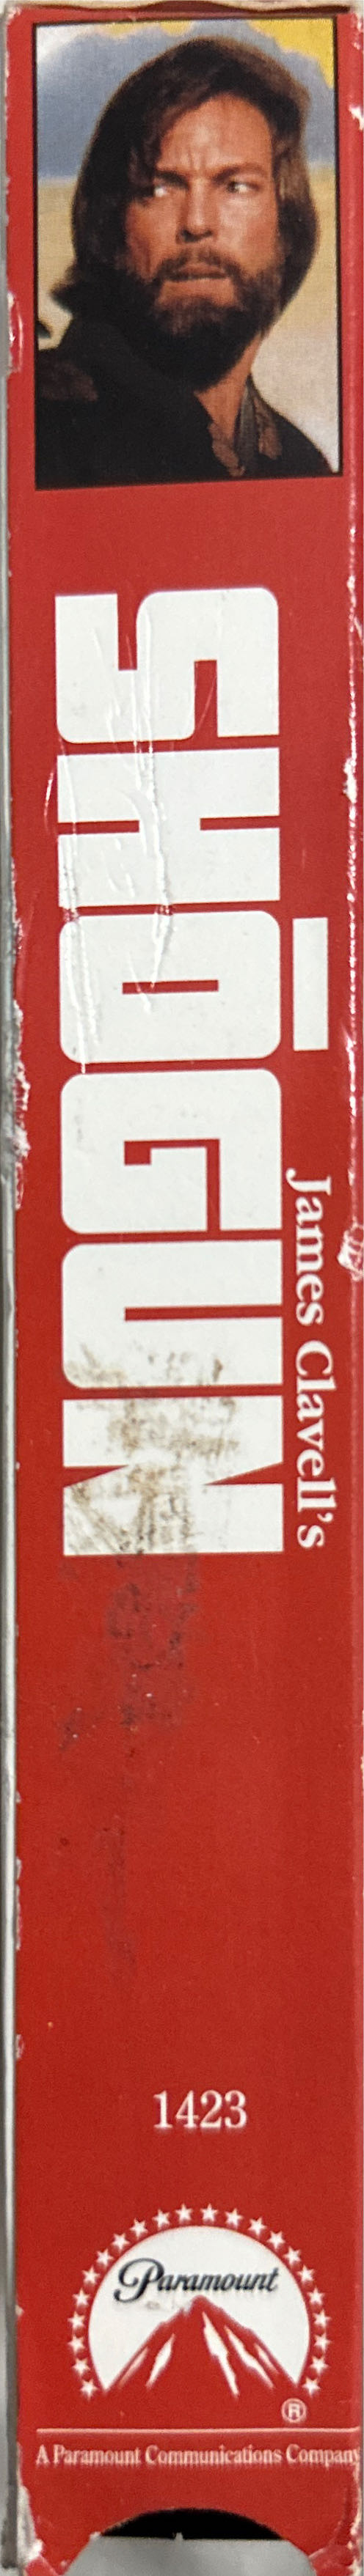 James Clavell's
SHŌGUN
1423
Paramount
®
A Paramount Communications Company